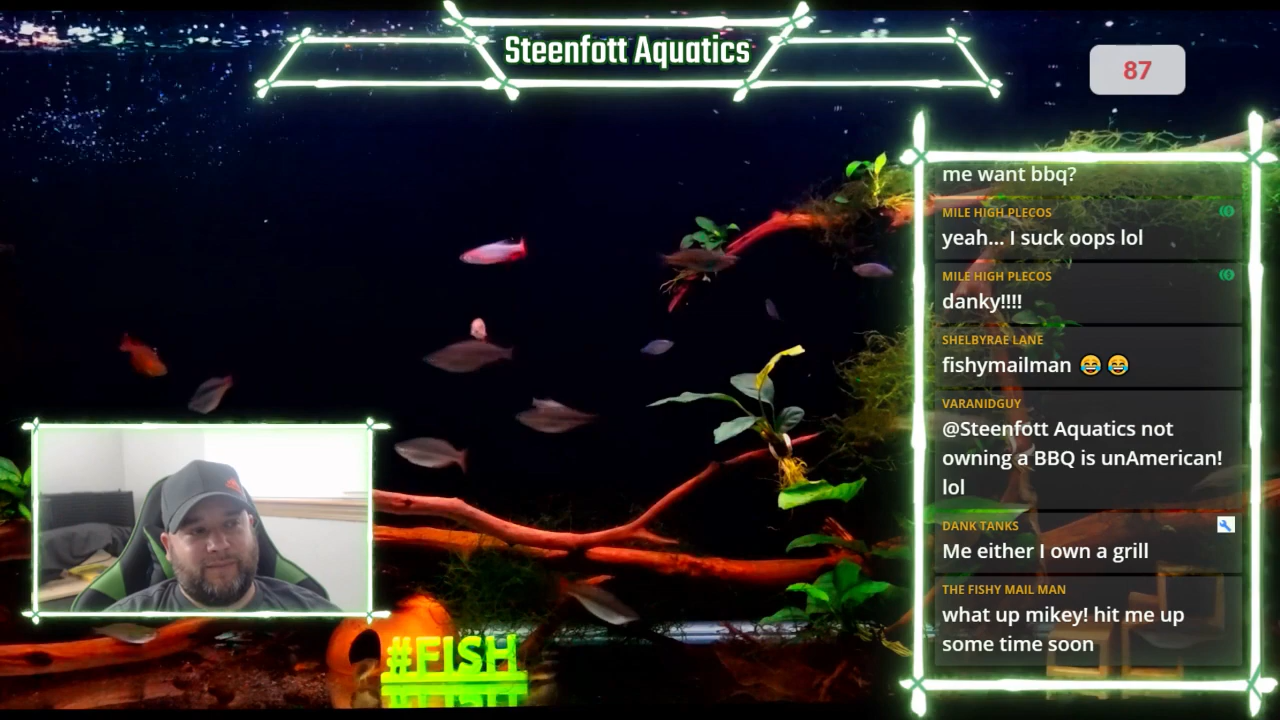 Steenfott Aquatics
87
me want bbq?
MILE HIGH PLECOS
yeah... I suck oops lol
MILE HIGH PLECOS
danky!!!!
SHELBYRAE LANE
fishymailman 😂 😂
VARANIDGUY
@Steenfott Aquatics not
owning a BBQ is unAmerican!
lol
DANK TANKS
Me either I own a grill
THE FISHY MAIL MAN
what up mikey! hit me up
some time soon
#FISH